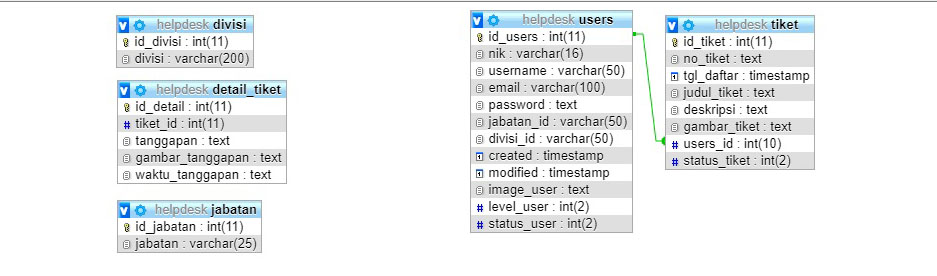 helpdesk divisi
id_divisi : int(11)
divisi : varchar(200)
helpdesk detail_tiket
id_detail : int(11)
# tiket_id : int(11)
tanggapan : text
gambar_tanggapan : text
waktu_tanggapan : text
helpdesk jabatan
id_jabatan : int(11)
jabatan : varchar(25)
helpdesk users
id_users : int(11)
nik : varchar(16)
username : varchar(50)
email : varchar(100)
password : text
jabatan_id : varchar(50)
divisi_id : varchar(50)
created : timestamp
modified : timestamp
image_user : text
# level_user : int(2)
# status_user : int(2)
helpdesk tiket
id_tiket : int(11)
no_tiket : text
tgl_daftar : timestamp
judul_tiket : text
deskripsi : text
gambar_tiket : text
# users_id : int(10)
# status_tiket : int(2)